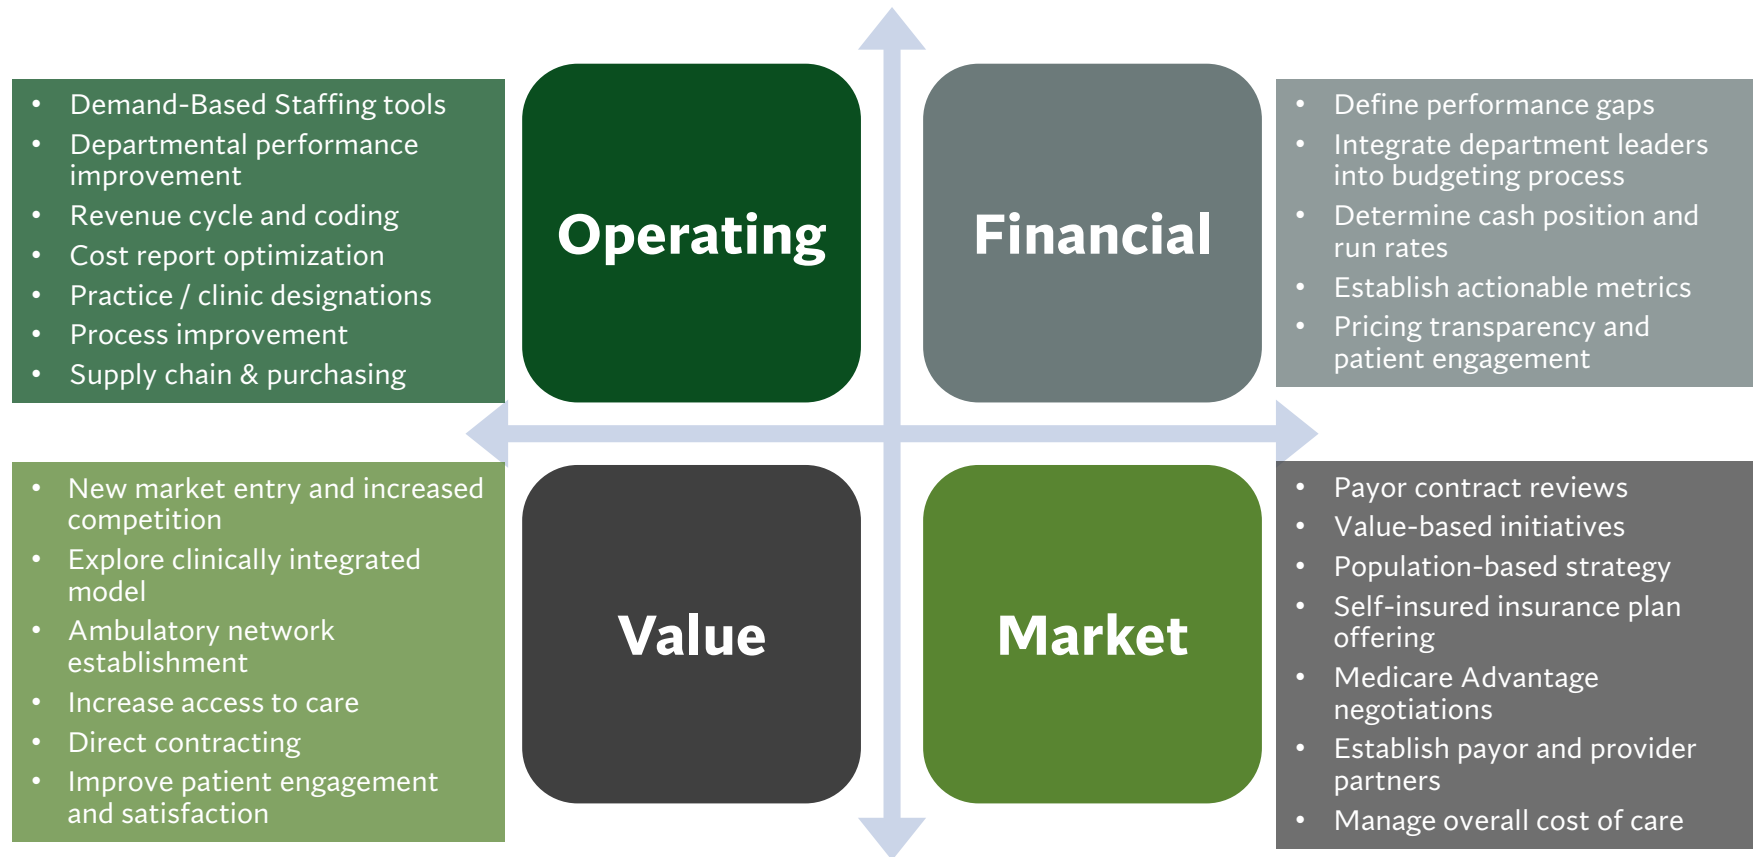 • Demand-Based Staffing tools
• Departmental performance
improvement
• Revenue cycle and coding
• Cost report optimization
• Practice / clinic designations
• Process improvement
• Supply chain & purchasing
Operating
Financial
• Define performance gaps
• Integrate department leaders
into budgeting process
• Determine cash position and
run rates
• Establish actionable metrics
• Pricing transparency and
patient engagement
• New market entry and increased
competition
• Explore clinically integrated
model
• Ambulatory network
establishment
• Increase access to care
• Direct contracting
• Improve patient engagement
and satisfaction
Value
Market
• Payor contract reviews
• Value-based initiatives
• Population-based strategy
• Self-insured insurance plan
offering
• Medicare Advantage
negotiations
• Establish payor and provider
partners
• Manage overall cost of care